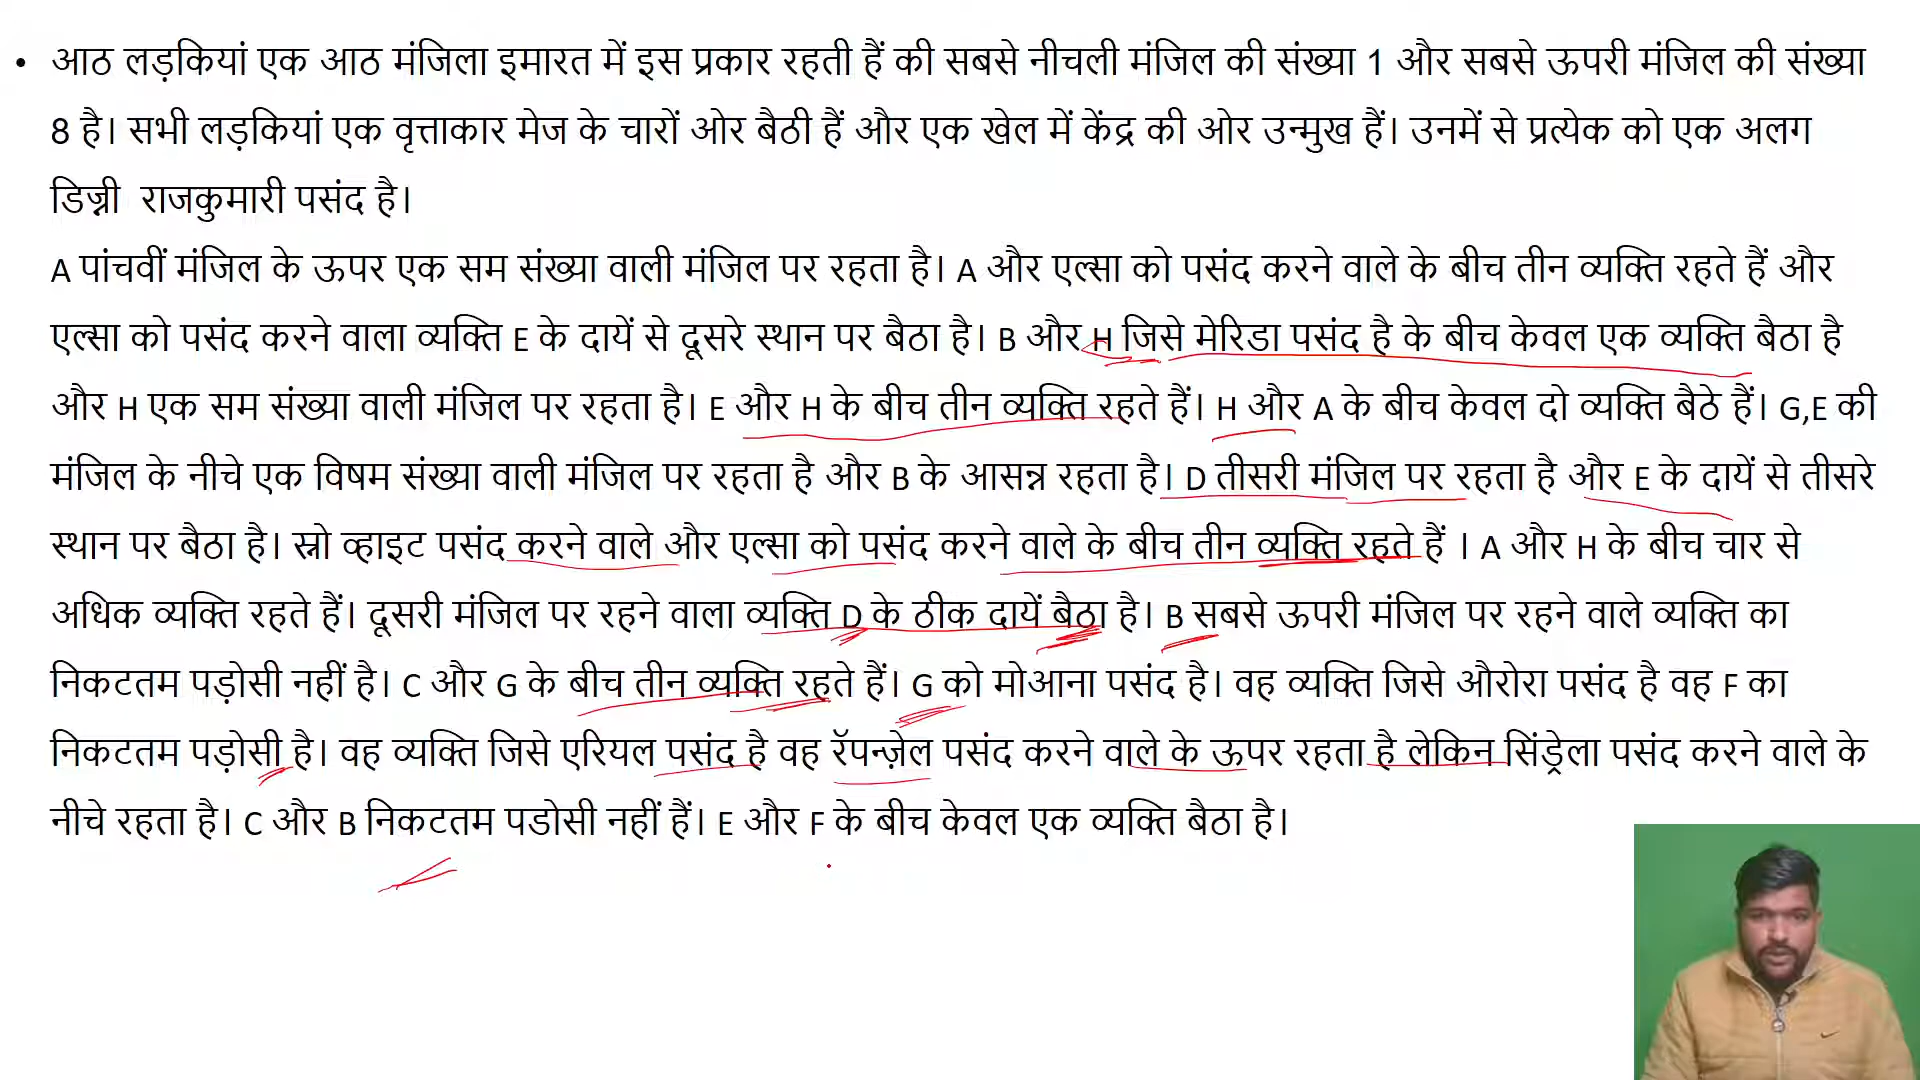 • आठ लड़कियां एक आठ मंजिला इमारत में इस प्रकार रहती हैं की सबसे नीचली मंजिल की संख्या 1 और सबसे ऊपरी मंजिल की संख्या
8 है। सभी लड़कियां एक वृत्ताकार मेज के चारों ओर बैठी हैं और एक खेल में केंद्र की ओर उन्मुख हैं। उनमें से प्रत्येक को एक अलग
डिज्नी राजकुमारी पसंद है।
A पांचवीं मंजिल के ऊपर एक सम संख्या वाली मंजिल पर रहता है। A और एल्सा को पसंद करने वाले के बीच तीन व्यक्ति रहते हैं और
एल्सा को पसंद करने वाला व्यक्ति E के दायें से दूसरे स्थान पर बैठा है। B और H जिसे मेरिडा पसंद है के बीच केवल एक व्यक्ति बैठा है
और H एक सम संख्या वाली मंजिल पर रहता है। E और H के बीच तीन व्यक्ति रहते हैं। H और A के बीच केवल दो व्यक्ति बैठे हैं। G,E की
मंजिल के नीचे एक विषम संख्या वाली मंजिल पर रहता है और B के आसन्न रहता है। D तीसरी मंजिल पर रहता है और E के दायें से तीसरे
स्थान पर बैठा है। स्नो व्हाइट पसंद करने वाले और एल्सा को पसंद करने वाले के बीच तीन व्यक्ति रहते हैं । A और H के बीच चार से
अधिक व्यक्ति रहते हैं। दूसरी मंजिल पर रहने वाला व्यक्ति D के ठीक दायें बैठा है। B सबसे ऊपरी मंजिल पर रहने वाले व्यक्ति का
निकटतम पड़ोसी नहीं है। C और G के बीच तीन व्यक्ति रहते हैं। G को मोआना पसंद है। वह व्यक्ति जिसे औरोरा पसंद है वह F का
निकटतम पड़ोसी है। वह व्यक्ति जिसे एरियल पसंद है वह रॅपन्ज़ेल पसंद करने वाले के ऊपर रहता है लेकिन सिंड्रेला पसंद करने वाले के
नीचे रहता है। C और B निकटतम पडोसी नहीं हैं। E और F के बीच केवल एक व्यक्ति बैठा है।